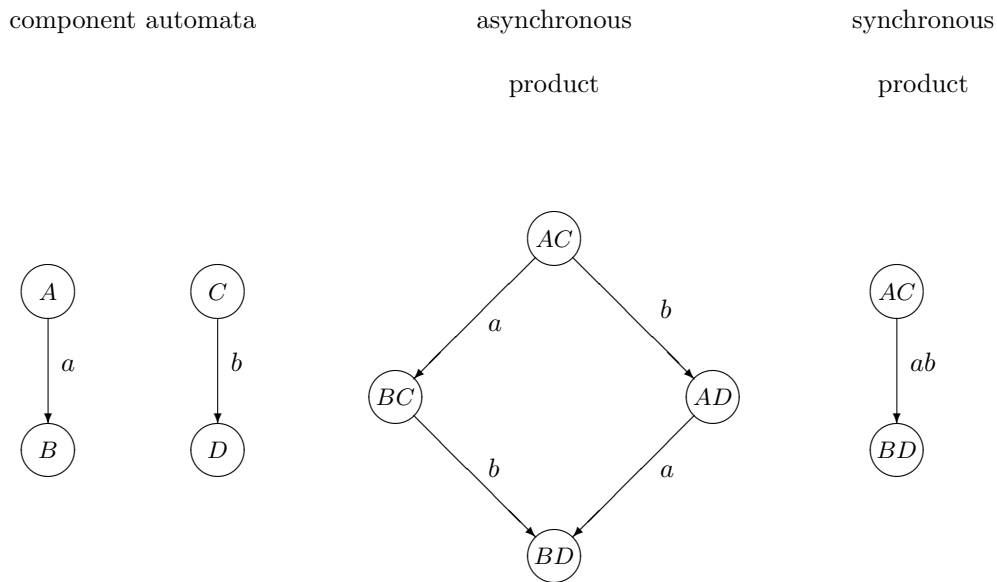 component automata
asynchronous
product
synchronous
product
A
a
B
C
b
D
AC
a
b
BC
AD
b
a
BD
AC
ab
BD